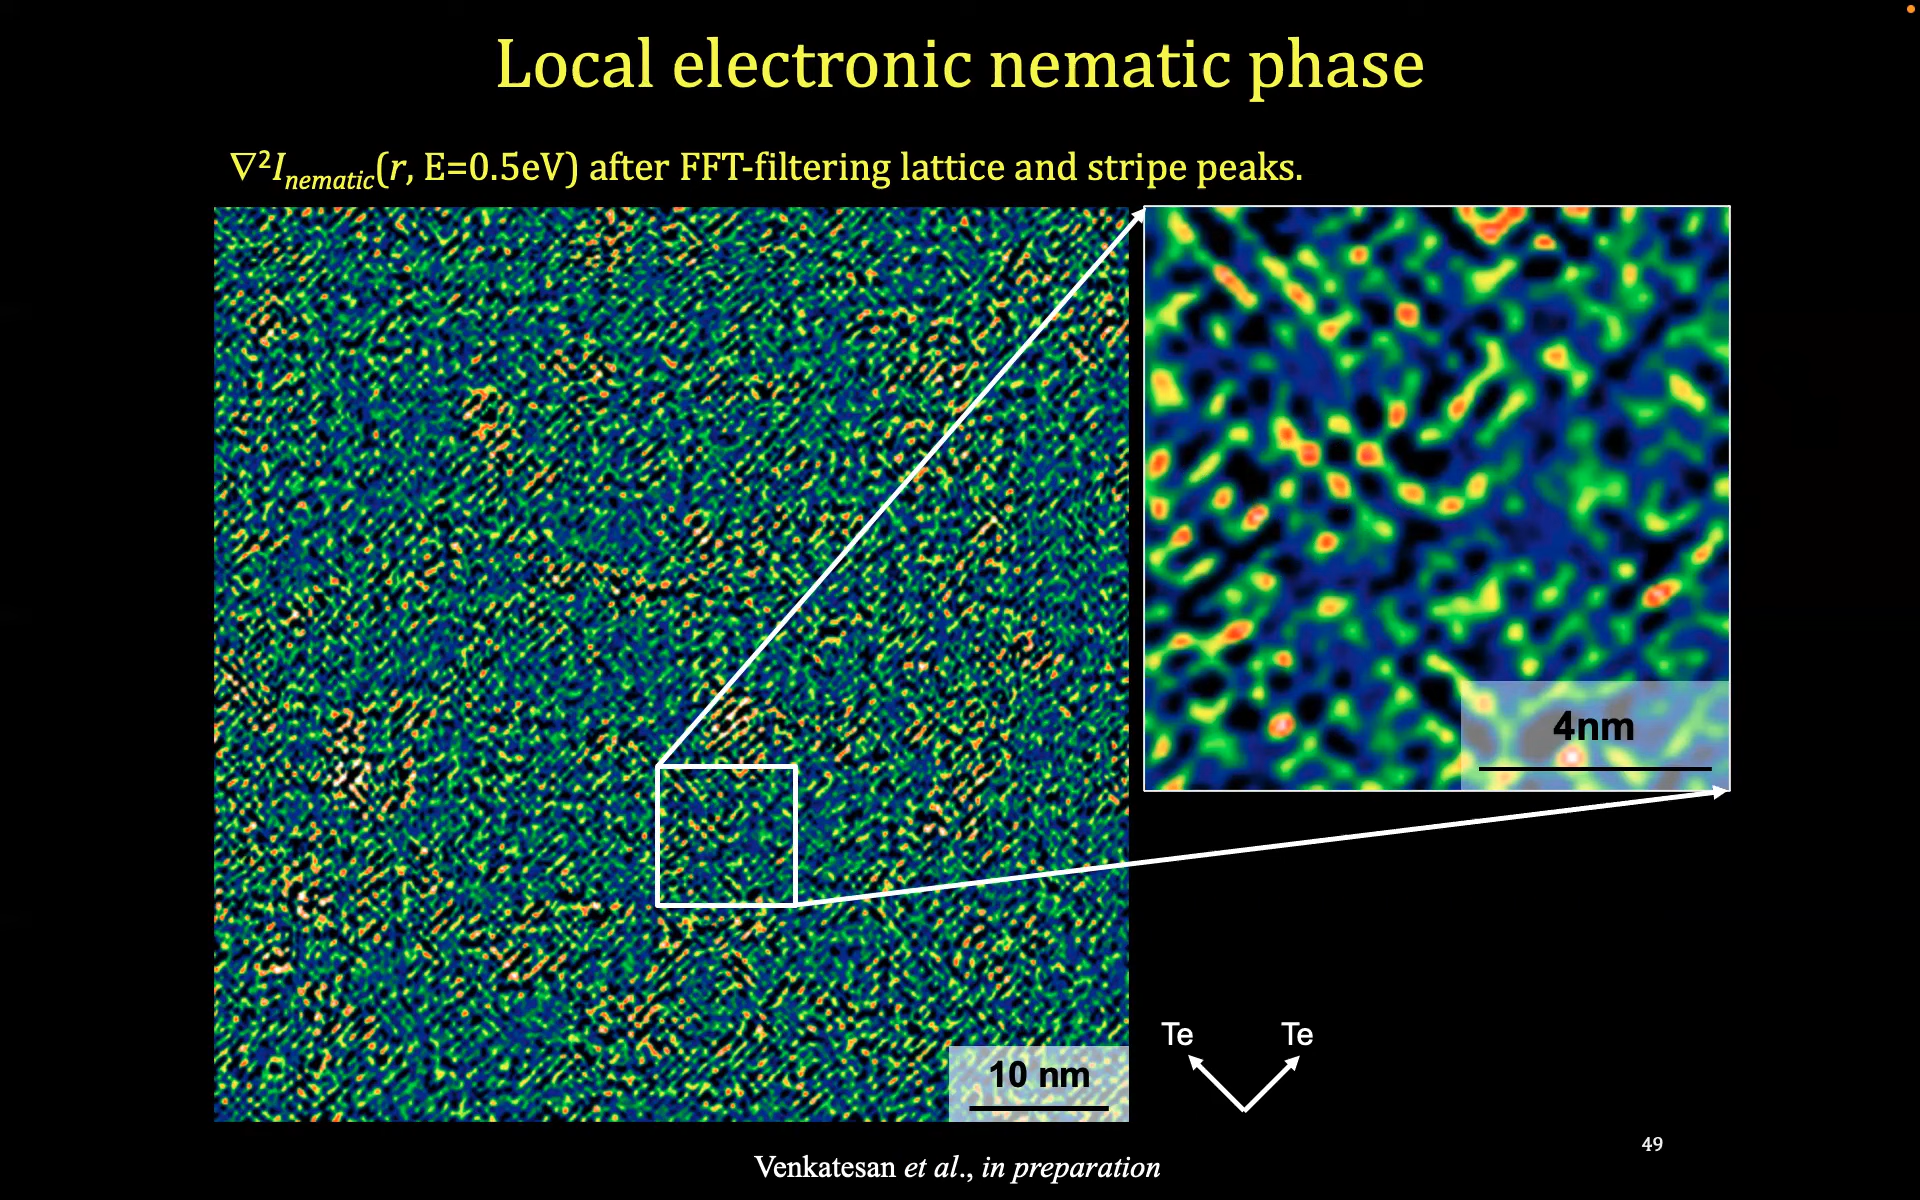 Local electronic nematic phase
∇²I_nematic(r, E=0.5eV) after FFT-filtering lattice and stripe peaks.
4nm
10 nm
Te Te
49
Venkatesan et al., in preparation